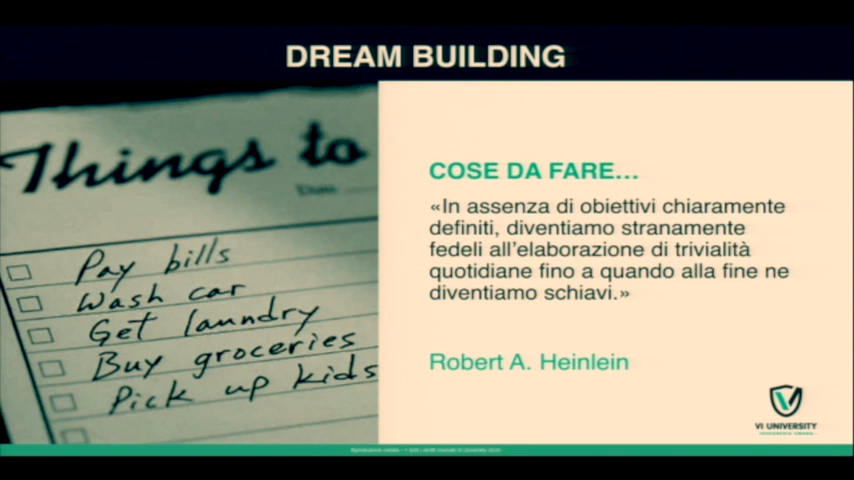 DREAM BUILDING
Things to
Pay bills
Wash car
Get laundry
Buy groceries
Pick up kids
COSE DA FARE...
«In assenza di obiettivi chiaramente
definiti, diventiamo stranamente
fedeli all'elaborazione di trivialità
quotidiane fino a quando alla fine ne
diventiamo schiavi.»
Robert A. Heinlein
VI UNIVERSITY